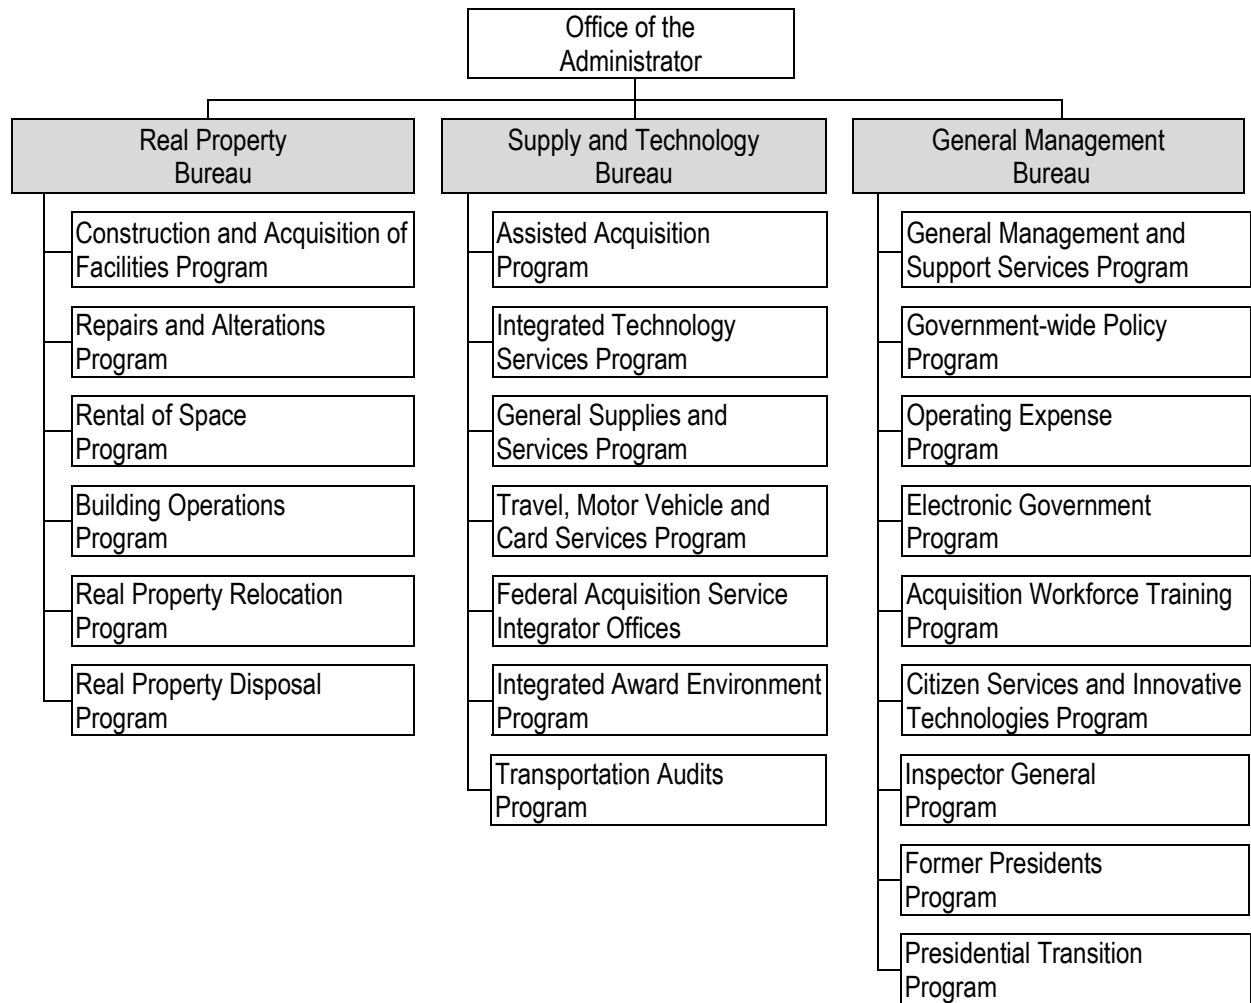 Office of the
Administrator
Real Property
Bureau
Construction and Acquisition of
Facilities Program
Repairs and Alterations
Program
Rental of Space
Program
Building Operations
Program
Real Property Relocation
Program
Real Property Disposal
Program
Supply and Technology
Bureau
Assisted Acquisition
Program
Integrated Technology
Services Program
General Supplies and
Services Program
Travel, Motor Vehicle and
Card Services Program
Federal Acquisition Service
Integrator Offices
Integrated Award Environment
Program
Transportation Audits
Program
General Management
Bureau
General Management and
Support Services Program
Government-wide Policy
Program
Operating Expense
Program
Electronic Government
Program
Acquisition Workforce Training
Program
Citizen Services and Innovative
Technologies Program
Inspector General
Program
Former Presidents
Program
Presidential Transition
Program